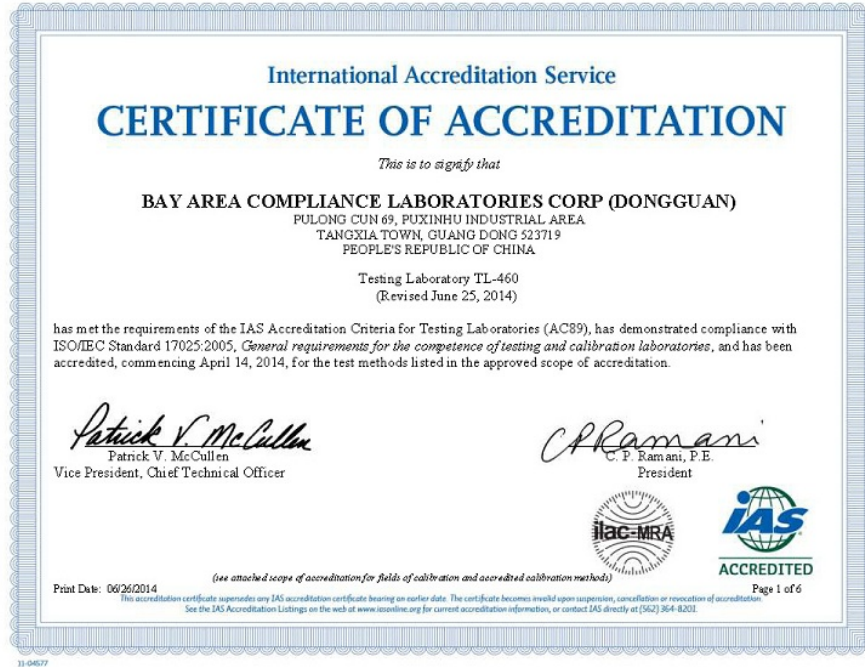 International Accreditation Service
CERTIFICATE OF ACCREDITATION
This is to signify that
BAY AREA COMPLIANCE LABORATORIES CORP (DONGGUAN)
PULONG CUN 69, PUXINHU INDUSTRIAL AREA
TANGXIA TOWN, GUANG DONG 523719
PEOPLE'S REPUBLIC OF CHINA
Testing Laboratory TL-460
(Revised June 25, 2014)
has met the requirements of the IAS Accreditation Criteria for Testing Laboratories (AC89), has demonstrated compliance with
ISO/IEC Standard 17025:2005, General requirements for the competence of testing and calibration laboratories, and has been
accredited, commencing April 14, 2014, for the test methods listed in the approved scope of accreditation.
Patrick V. McCullen
Patrick V. McCullen
Vice President, Chief Technical Officer
CP Ramani
C. P. Ramani, P.E.
President
ilac-MRA
IAS
ACCREDITED
(see attached scope of accreditation for fields of calibration and accredited calibration methods)
Print Date: 06/26/2014
Page 1 of 6
This accreditation certificate supersedes any IAS accreditation certificate bearing an earlier date. The certificate becomes invalid upon suspension, cancellation or revocation of accreditation.
See the IAS Accreditation Listings on the web at www.iasonline.org for current accreditation information, or contact IAS directly at (562) 364-8201.
11-04577